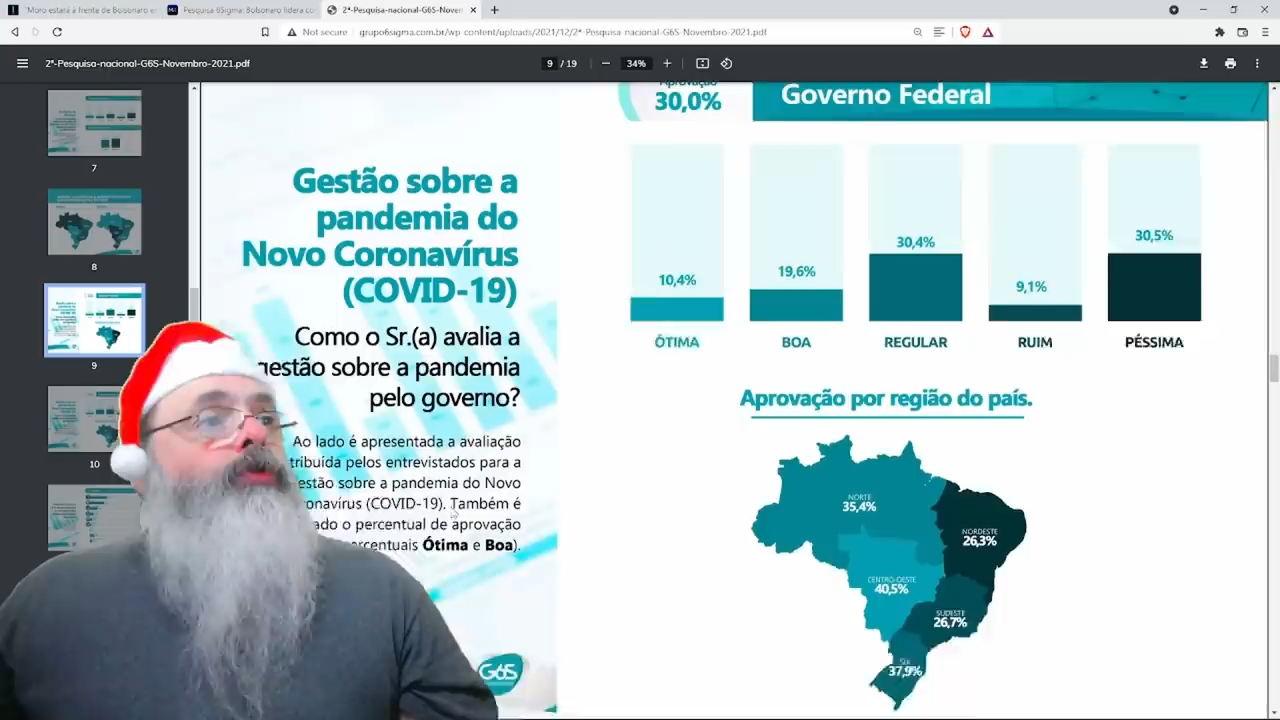 "Moro estará à frente de Bolsonaro e
Pesquisa 6Sigma: Bolsonaro lidera co
2ª-Pesquisa-nacional-G6S-Novem
Not secure
grupo6sigma.com.br/wp-content/uploads/2021/12/2ª-Pesquisa-nacional-G6S-Novembro-2021.pdf
2ª-Pesquisa-nacional-G6S-Novembro-2021.pdf
9 / 19
34%
7
8
9
10
Aprovação
30,0%
Governo Federal
Gestão sobre a
pandemia do
Novo Coronavírus
(COVID-19)
Como o Sr.(a) avalia a
gestão sobre a pandemia
pelo governo?
Ao lado é apresentada a avaliação
tribuída pelos entrevistados para a
estão sobre a pandemia do Novo
onavírus (COVID-19). Também é
ado o percentual de aprovação
ercentuais Ótima e Boa).
G6S
10,4%
19,6%
30,4%
9,1%
30,5%
ÓTIMA
BOA
REGULAR
RUIM
PÉSSIMA
Aprovação por região do país.
NORTE
35,4%
NORDESTE
26,3%
CENTRO-OESTE
40,5%
SUDESTE
26,7%
SUL
37,9%